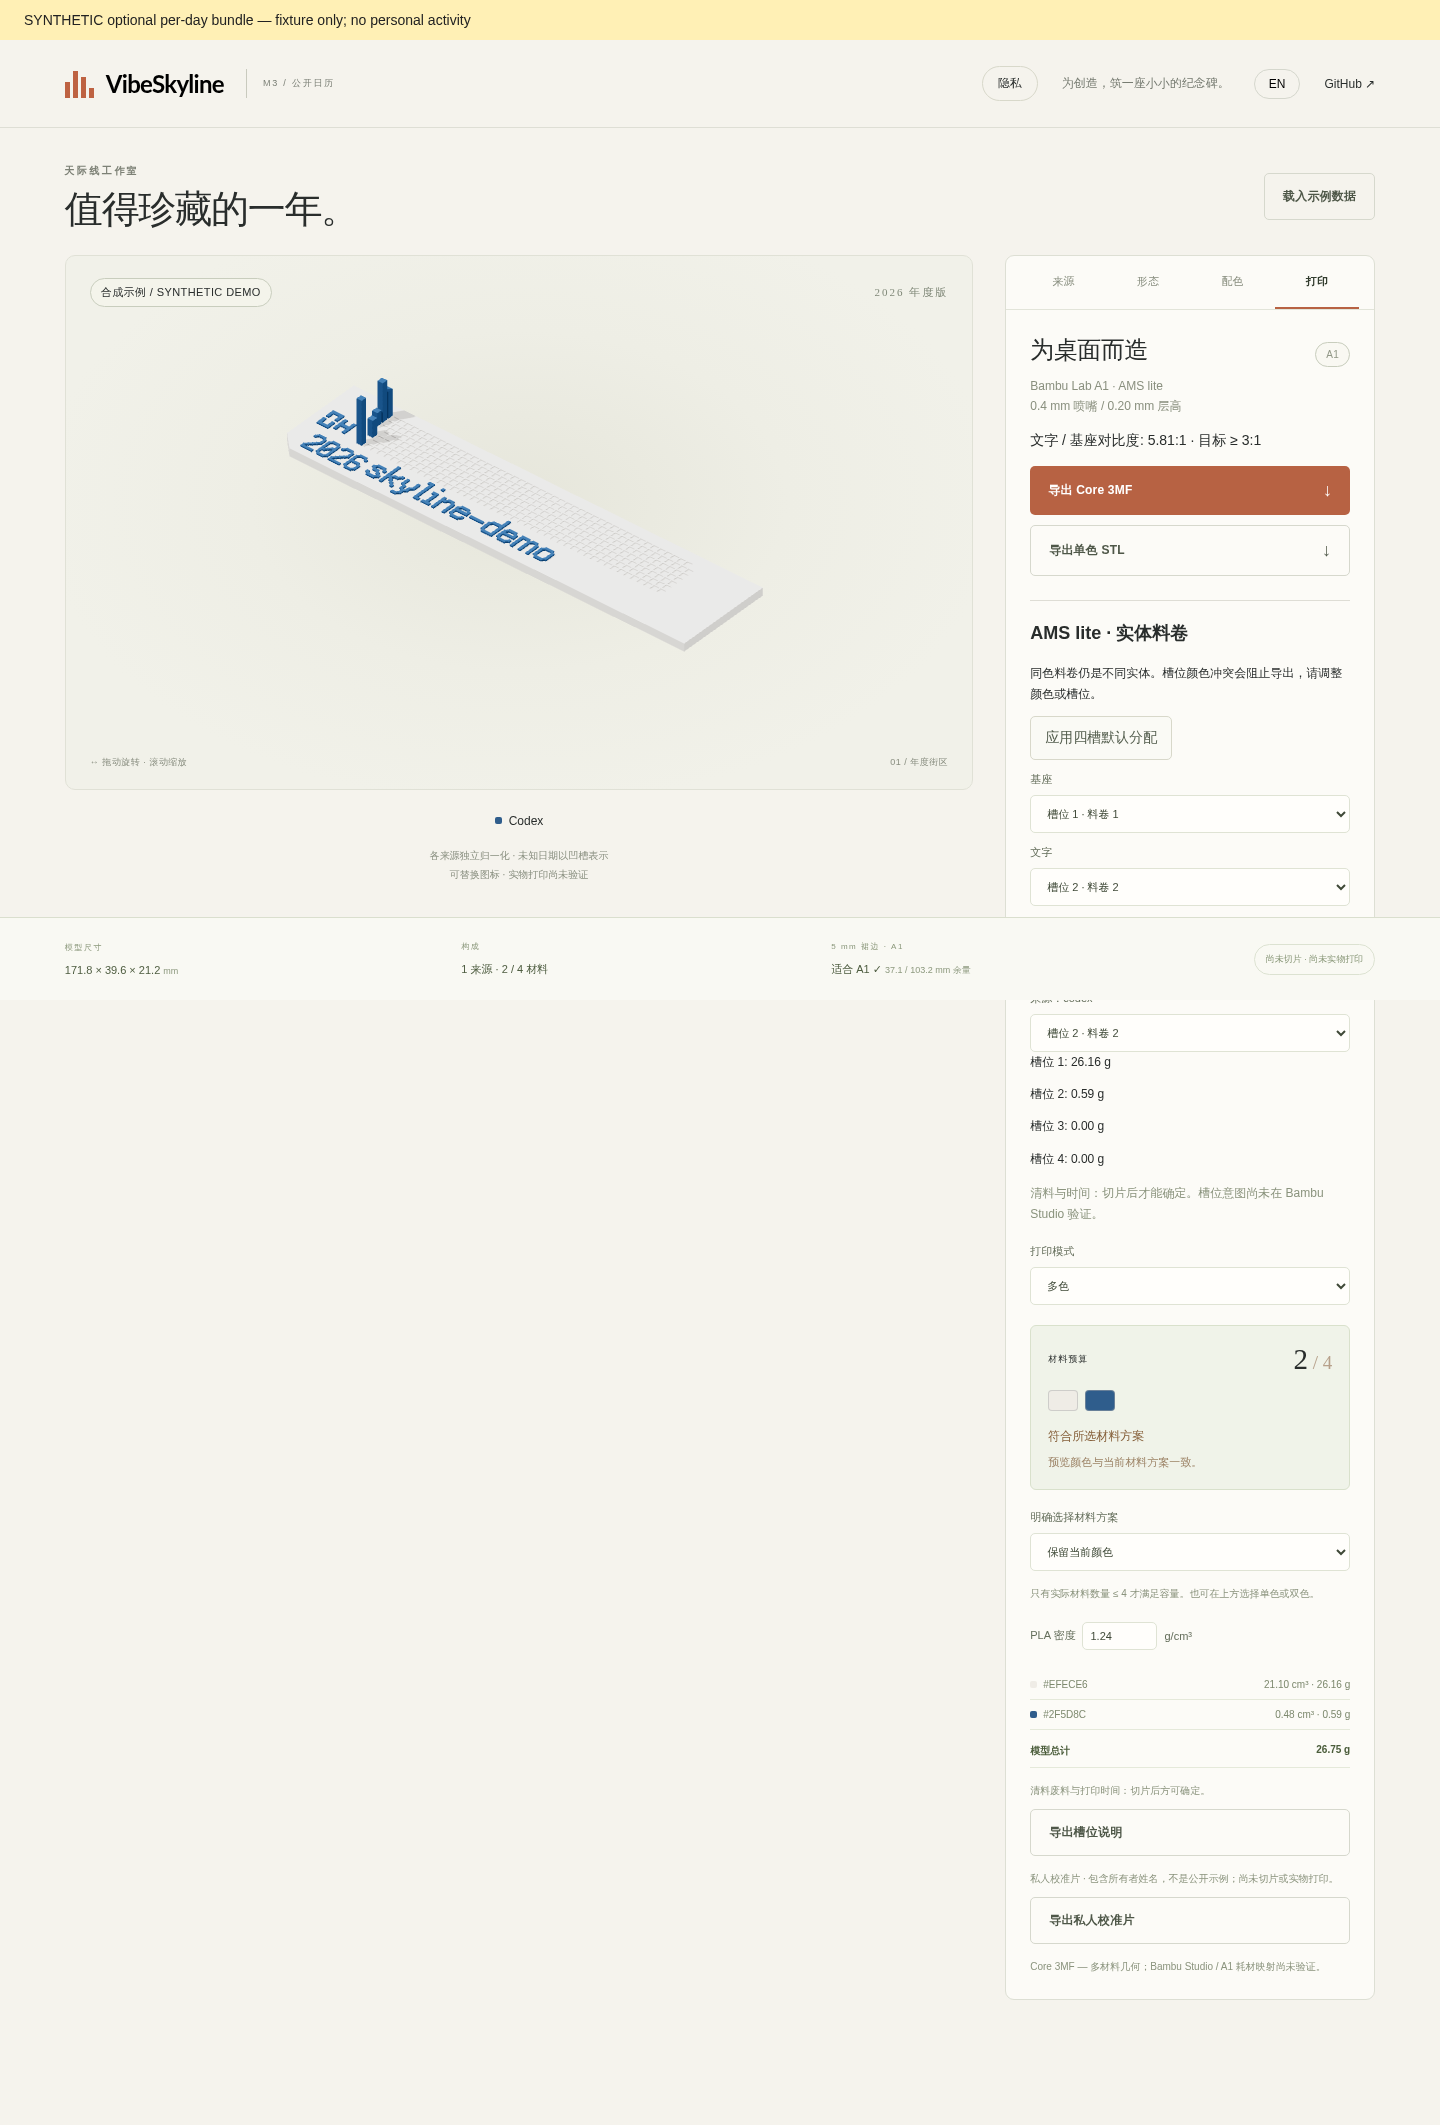 SYNTHETIC optional per-day bundle — fixture only; no personal activity
VibeSkyline
M3 / 公开日历
隐私
为创造，筑一座小小的纪念碑。
EN
GitHub ↗
天际线工作室
值得珍藏的一年。
载入示例数据
合成示例 / SYNTHETIC DEMO
2026 年度版
GH
2026 skyline-demo
↔ 拖动旋转 · 滚动缩放
01 / 年度街区
Codex
各来源独立归一化 · 未知日期以凹槽表示
可替换图标 · 实物打印尚未验证
来源
形态
配色
打印
为桌面而造
A1
Bambu Lab A1 · AMS lite
0.4 mm 喷嘴 / 0.20 mm 层高
文字 / 基座对比度: 5.81:1 · 目标 ≥ 3:1
导出 Core 3MF ↓
导出单色 STL ↓
AMS lite · 实体料卷
同色料卷仍是不同实体。槽位颜色冲突会阻止导出，请调整
颜色或槽位。
应用四槽默认分配
基座
槽位 1 · 料卷 1
文字
槽位 2 · 料卷 2
模型尺寸
171.8 × 39.6 × 21.2 mm
构成
1 来源 · 2 / 4 材料
5 mm 裙边 · A1
适合 A1 ✓ 37.1 / 103.2 mm 余量
尚未切片 · 尚未实物打印
槽位 2 · 料卷 2
槽位 1: 26.16 g
槽位 2: 0.59 g
槽位 3: 0.00 g
槽位 4: 0.00 g
清料与时间：切片后才能确定。槽位意图尚未在 Bambu
Studio 验证。
打印模式
多色
材料预算
2 / 4
符合所选材料方案
预览颜色与当前材料方案一致。
明确选择材料方案
保留当前颜色
只有实际材料数量 ≤ 4 才满足容量。也可在上方选择单色或双色。
PLA 密度 1.24 g/cm³
#EFECE6 21.10 cm³ · 26.16 g
#2F5D8C 0.48 cm³ · 0.59 g
模型总计 26.75 g
清料废料与打印时间：切片后方可确定。
导出槽位说明
私人校准片 · 包含所有者姓名，不是公开示例；尚未切片或实物打印。
导出私人校准片
Core 3MF — 多材料几何；Bambu Studio / A1 耗材映射尚未验证。